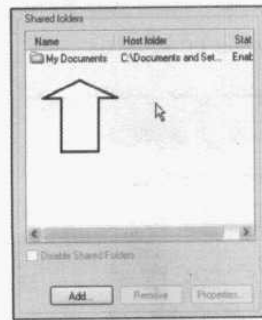 Shared folders
Name Host folder Stat
My Documents C:\Documents and Set... Enab
Disable Shared Folders
Add... Remove Properties...